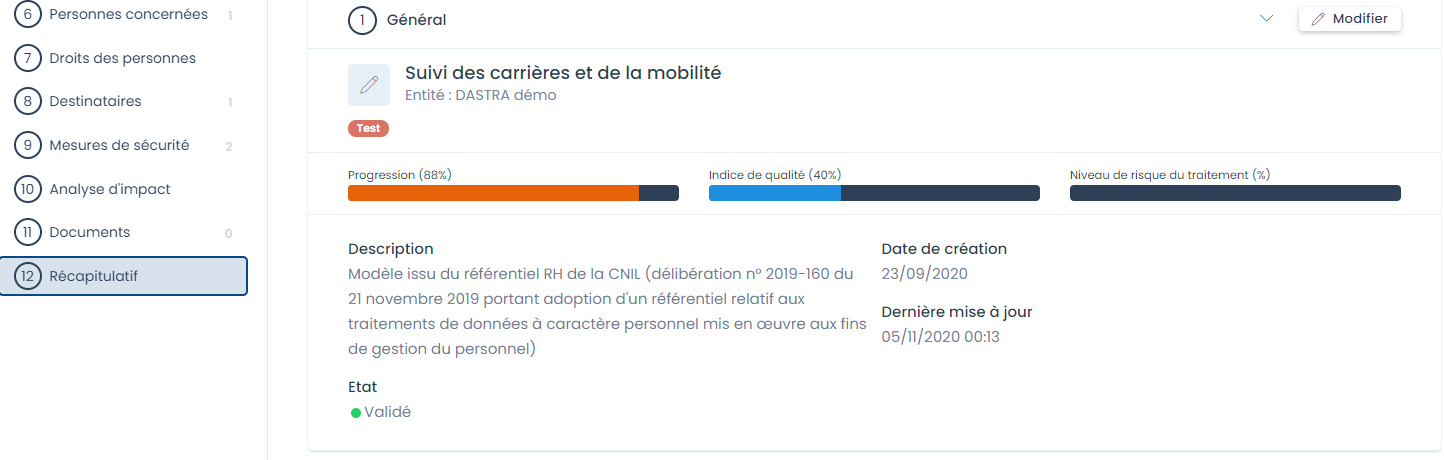 6 Personnes concernées 1
7 Droits des personnes
8 Destinataires 1
9 Mesures de sécurité 2
10 Analyse d'impact
11 Documents 0
12 Récapitulatif
1 Général
Modifier
Suivi des carrières et de la mobilité
Entité : DASTRA démo
Test
Progression (88%)
Indice de qualité (40%)
Niveau de risque du traitement (%)
Description
Modèle issu du référentiel RH de la CNIL (délibération n° 2019-160 du
21 novembre 2019 portant adoption d'un référentiel relatif aux
traitements de données à caractère personnel mis en œuvre aux fins
de gestion du personnel)
Etat
Validé
Date de création
23/09/2020
Dernière mise à jour
05/11/2020 00:13